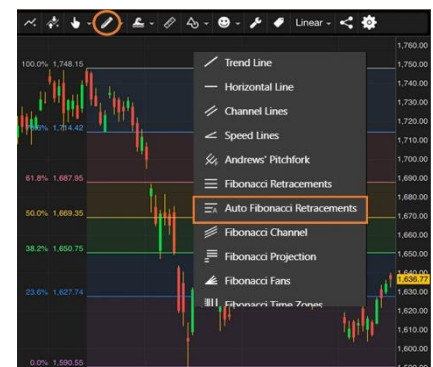 Linear
1,760.00
100.0% 1,748.15
1,750.00
Trend Line
1,740.00
Horizontal Line
1,730.00
Channel Lines
1,720.00
78.6% 1,714.42
Speed Lines
1,710.00
Andrews' Pitchfork
1,700.00
61.8% 1,687.95
Fibonacci Retracements
1,690.00
1,680.00
50.0% 1,669.35
Auto Fibonacci Retracements
1,670.00
Fibonacci Channel
1,660.00
38.2% 1,650.75
Fibonacci Projection
1,650.00
1,640.00
1,636.77
Fibonacci Fans
23.6% 1,627.74
Fibonacci Time Zones
1,620.00
1,610.00
1,600.00
0.0% 1,590.55